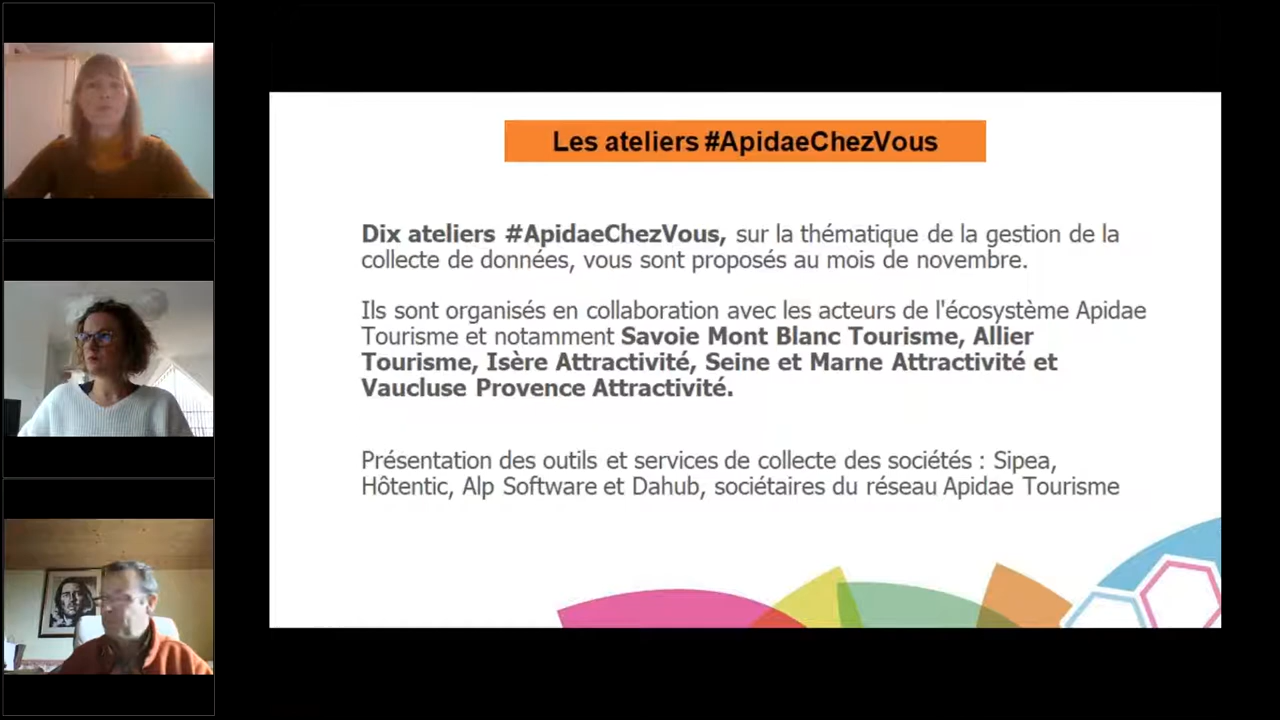 Les ateliers #ApidaeChezVous
Dix ateliers #ApidaeChezVous, sur la thématique de la gestion de la
collecte de données, vous sont proposés au mois de novembre.
Ils sont organisés en collaboration avec les acteurs de l'écosystème Apidae
Tourisme et notamment Savoie Mont Blanc Tourisme, Allier
Tourisme, Isère Attractivité, Seine et Marne Attractivité et
Vaucluse Provence Attractivité.
Présentation des outils et services de collecte des sociétés : Sipea,
Hôtentic, Alp Software et Dahub, sociétaires du réseau Apidae Tourisme